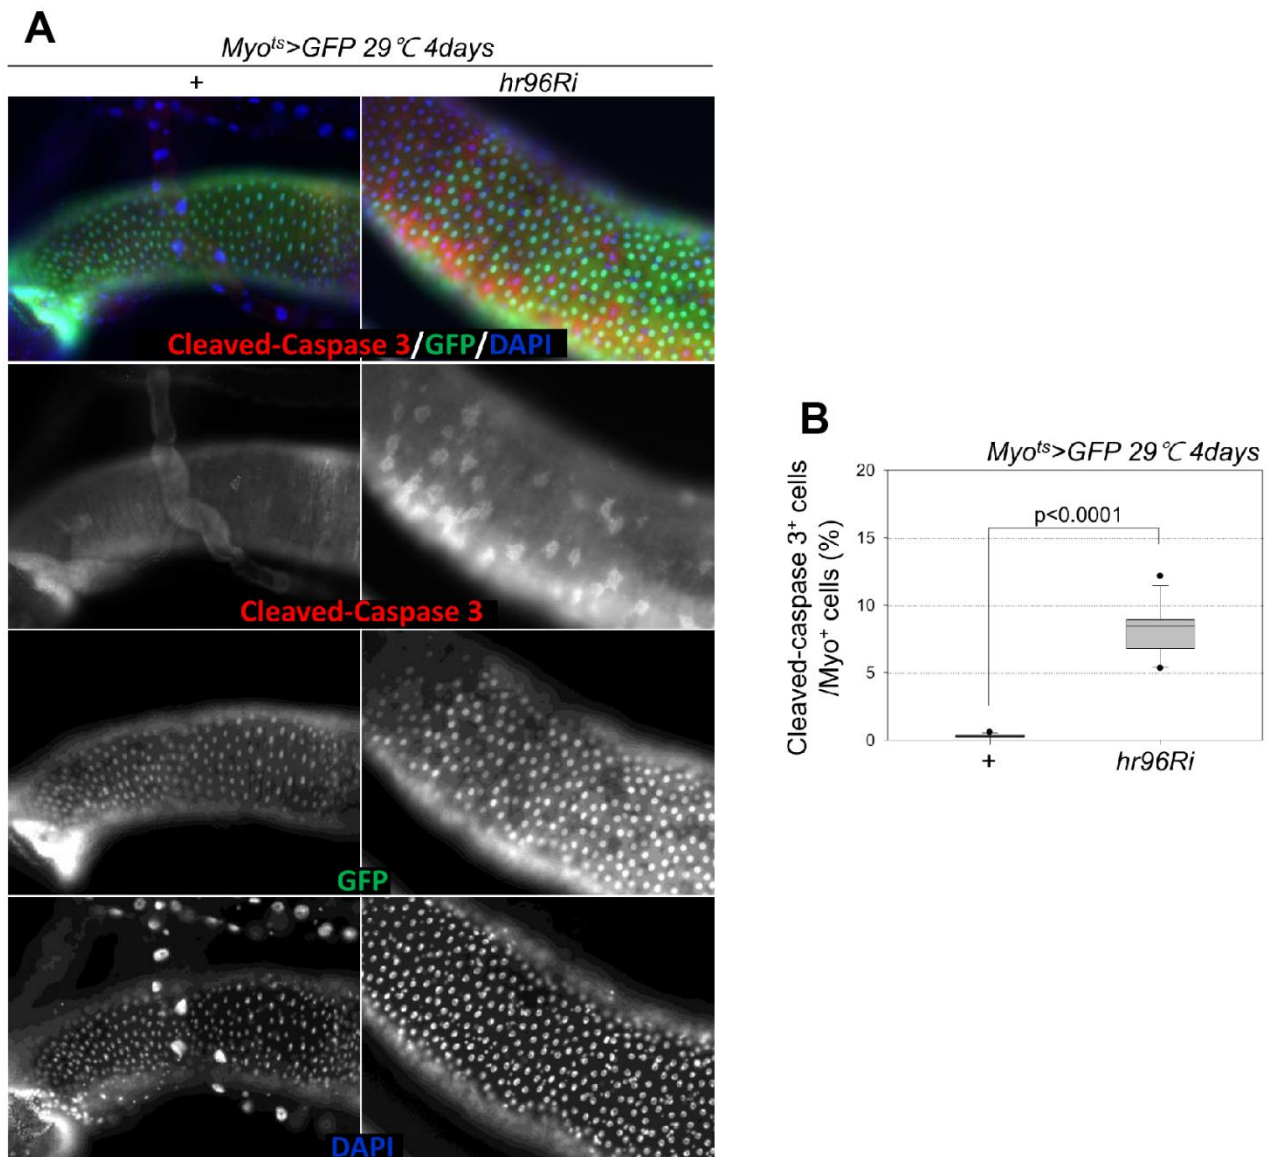 A
Myoᵗˢ>GFP 29℃ 4days
+ hr96Ri
Cleaved-Caspase 3/GFP/DAPI
Cleaved-Caspase 3
GFP
DAPI
B
Myoᵗˢ>GFP 29℃ 4days
Cleaved-caspase 3⁺ cells
/Myo⁺ cells (%)
20
15
10
5
0
p<0.0001
+ hr96Ri